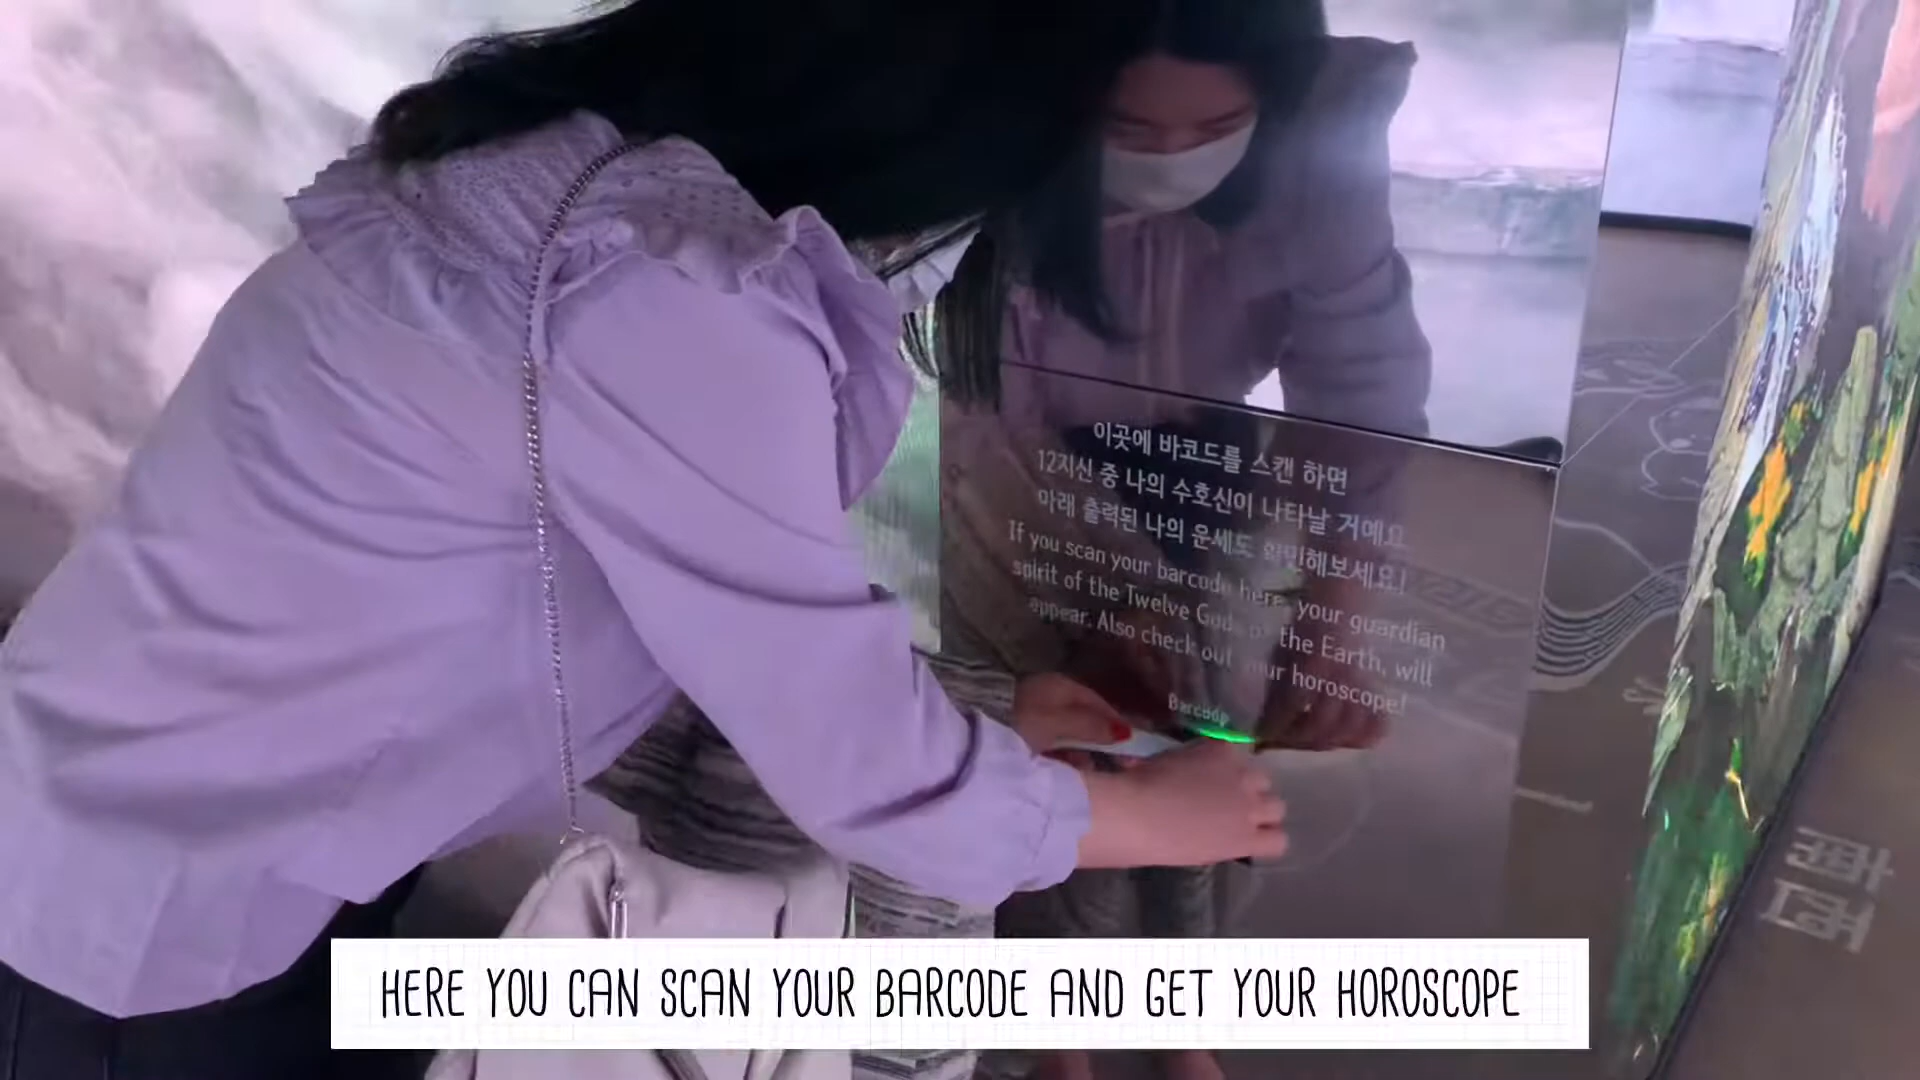 이곳에 바코드를 스캔 하면
12지신 중 나의 수호신이 나타날 거예요
아래 출력된 나의 운세도 확인해보세요!
If you scan your barcode here, your guardian
spirit of the Twelve Gods of the Earth, will
appear. Also check out your horoscope!
Barcode
HERE YOU CAN SCAN YOUR BARCODE AND GET YOUR HOROSCOPE